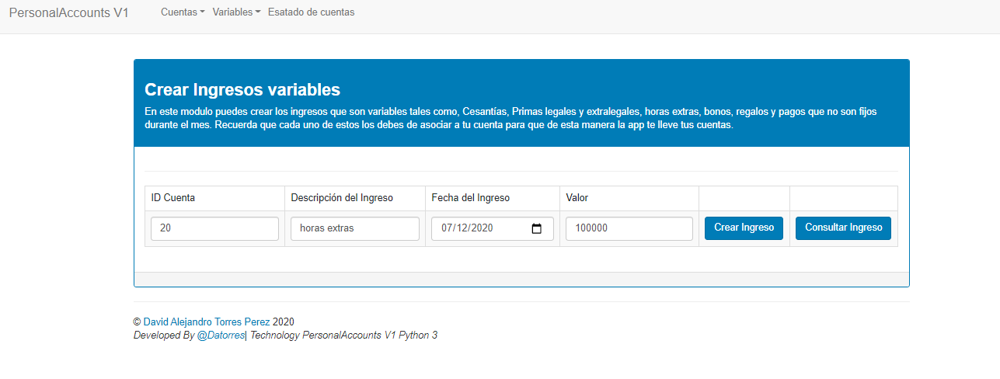 PersonalAccounts V1 Cuentas Variables Esatado de cuentas
Crear Ingresos variables
En este modulo puedes crear los ingresos que son variables tales como, Cesantías, Primas legales y extralegales, horas extras, bonos, regalos y pagos que no son fijos
durante el mes. Recuerda que cada uno de estos los debes de asociar a tu cuenta para que de esta manera la app te lleve tus cuentas.
ID Cuenta Descripción del Ingreso Fecha del Ingreso Valor
20 horas extras 07/12/2020 100000 Crear Ingreso Consultar Ingreso
© David Alejandro Torres Perez 2020
Developed By @Datorres| Technology PersonalAccounts V1 Python 3